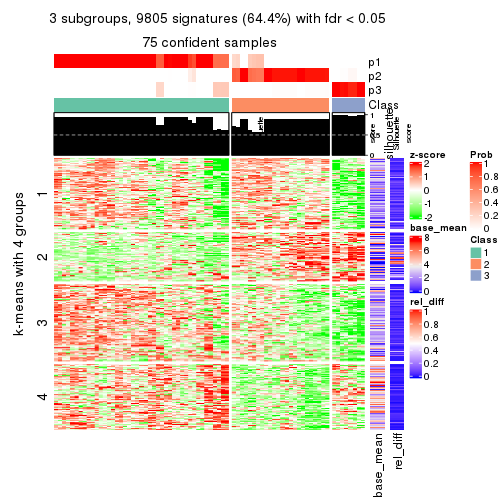 3 subgroups, 9805 signatures (64.4%) with fdr < 0.05
75 confident samples
p1
p2
p3
Class
1
0.5
0
silhouette
score
Silhouette
score
k-means with 4 groups
1
2
3
4
base_mean
rel_diff
z-score
2
1
0
-1
-2
base_mean
8
6
4
2
0
rel_diff
1
0.8
0.6
0.4
0.2
0
Prob
1
0.8
0.6
0.4
0.2
0
Class
1
2
3